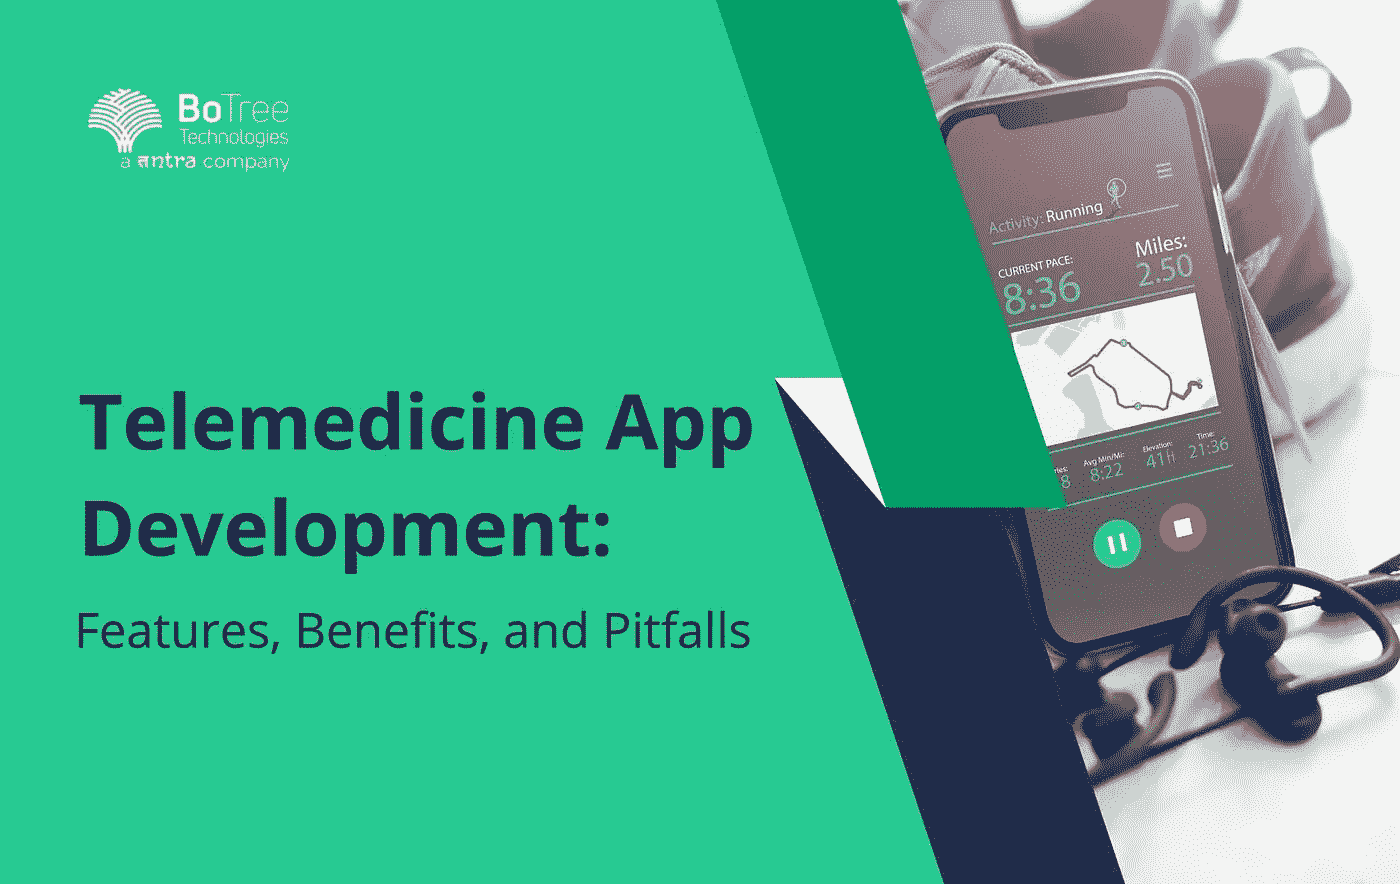 BoTree
Technologies
a antra company
Telemedicine App
Development:
Features, Benefits, and Pitfalls
Activity: Running
CURRENT PACE:
8:36
Miles:
2.50
Avg Min/Mi:
8:22
Elevation:
41
Time:
21:36